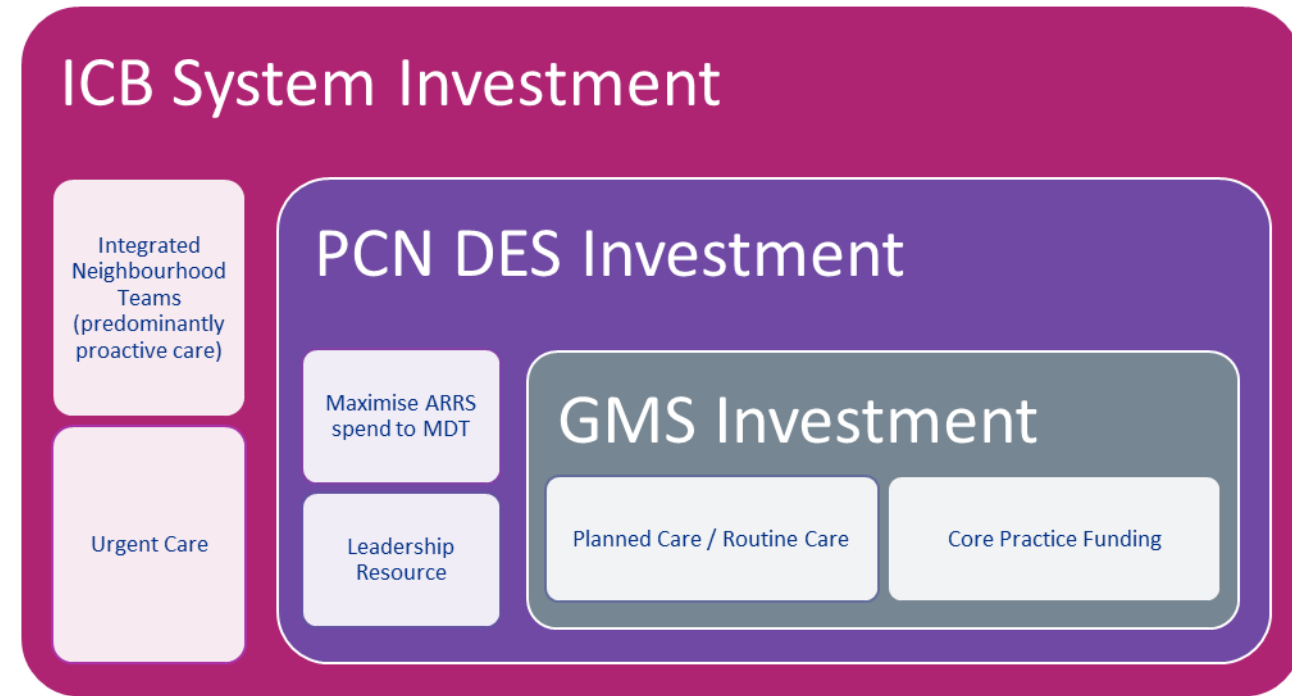 ICB System Investment
Integrated
Neighbourhood
Teams
(predominantly
proactive care)
Urgent Care
PCN DES Investment
Maximise ARRS
spend to MDT
Leadership
Resource
GMS Investment
Planned Care / Routine Care
Core Practice Funding